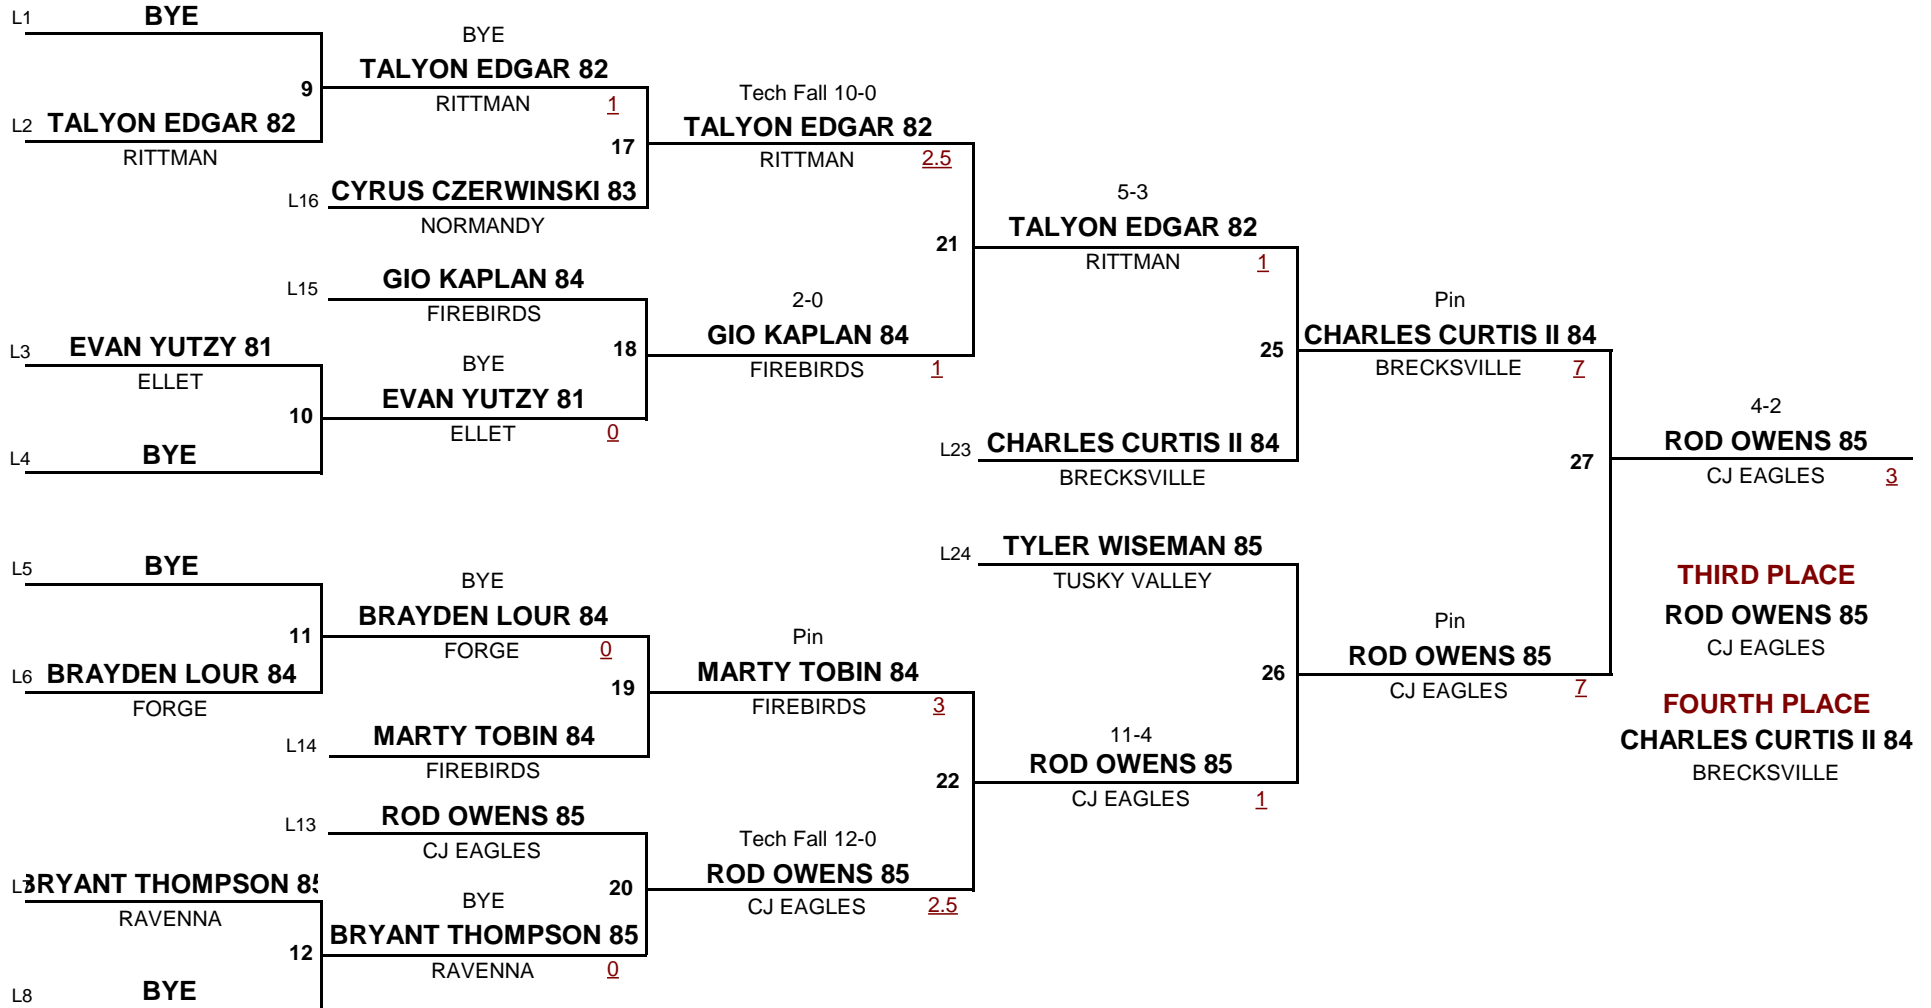 L1 BYE
BYE
TALYON EDGAR 82
9
RITTMAN 1
Tech Fall 10-0
L2 TALYON EDGAR 82
TALYON EDGAR 82
RITTMAN
17
RITTMAN 2.5
L16 CYRUS CZERWINSKI 83
5-3
NORMANDY
TALYON EDGAR 82
21
RITTMAN 1
L15 GIO KAPLAN 84
FIREBIRDS
2-0
Pin
GIO KAPLAN 84
CHARLES CURTIS II 84
L3 EVAN YUTZY 81
18
25
ELLET
BYE
FIREBIRDS 1
BRECKSVILLE 7
EVAN YUTZY 81
10
4-2
ELLET 0
ROD OWENS 85
L4 BYE
L23 CHARLES CURTIS II 84
27
BRECKSVILLE
CJ EAGLES 3
L24 TYLER WISEMAN 85
L5 BYE
BYE
TUSKY VALLEY
THIRD PLACE
BRAYDEN LOUR 84
ROD OWENS 85
11
Pin
Pin
FORGE 0
CJ EAGLES
L6 BRAYDEN LOUR 84
MARTY TOBIN 84
ROD OWENS 85
19
26
FORGE
FIREBIRDS 3
CJ EAGLES 7
FOURTH PLACE
L14 MARTY TOBIN 84
11-4
CHARLES CURTIS II 84
FIREBIRDS
ROD OWENS 85
BRECKSVILLE
22
CJ EAGLES 1
L13 ROD OWENS 85
CJ EAGLES
Tech Fall 12-0
ROD OWENS 85
L7 BRYANT THOMPSON 85
20
RAVENNA
BYE
CJ EAGLES 2.5
BRYANT THOMPSON 85
12
RAVENNA 0
L8 BYE